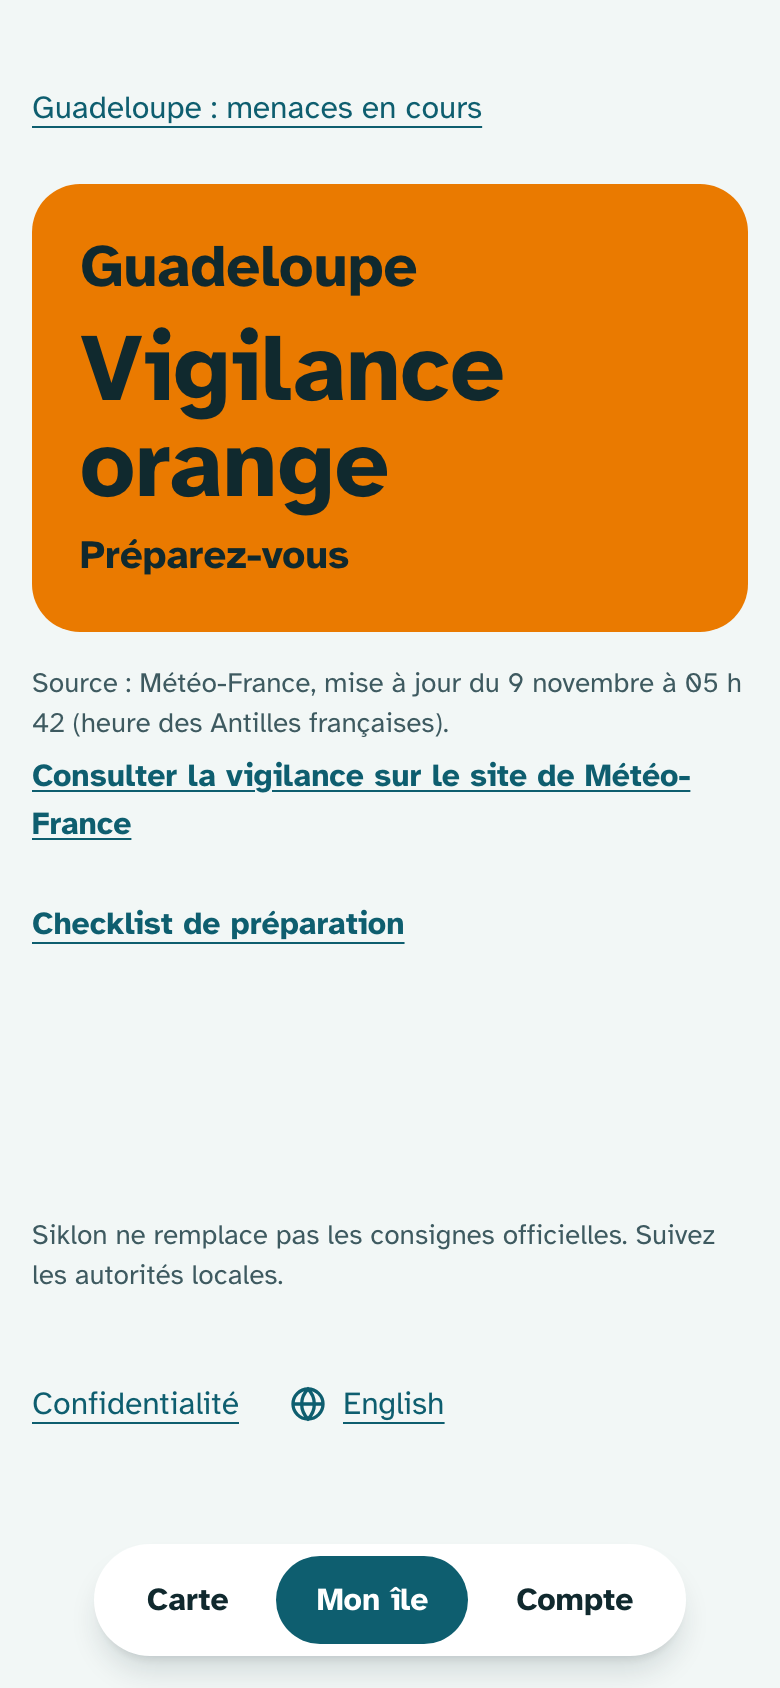 Guadeloupe : menaces en cours
Guadeloupe
Vigilance
orange
Préparez-vous
Source : Météo-France, mise à jour du 9 novembre à 05 h
42 (heure des Antilles françaises).
Consulter la vigilance sur le site de Météo-
France
Checklist de préparation
Siklon ne remplace pas les consignes officielles. Suivez
les autorités locales.
Confidentialité English
Carte Mon île Compte